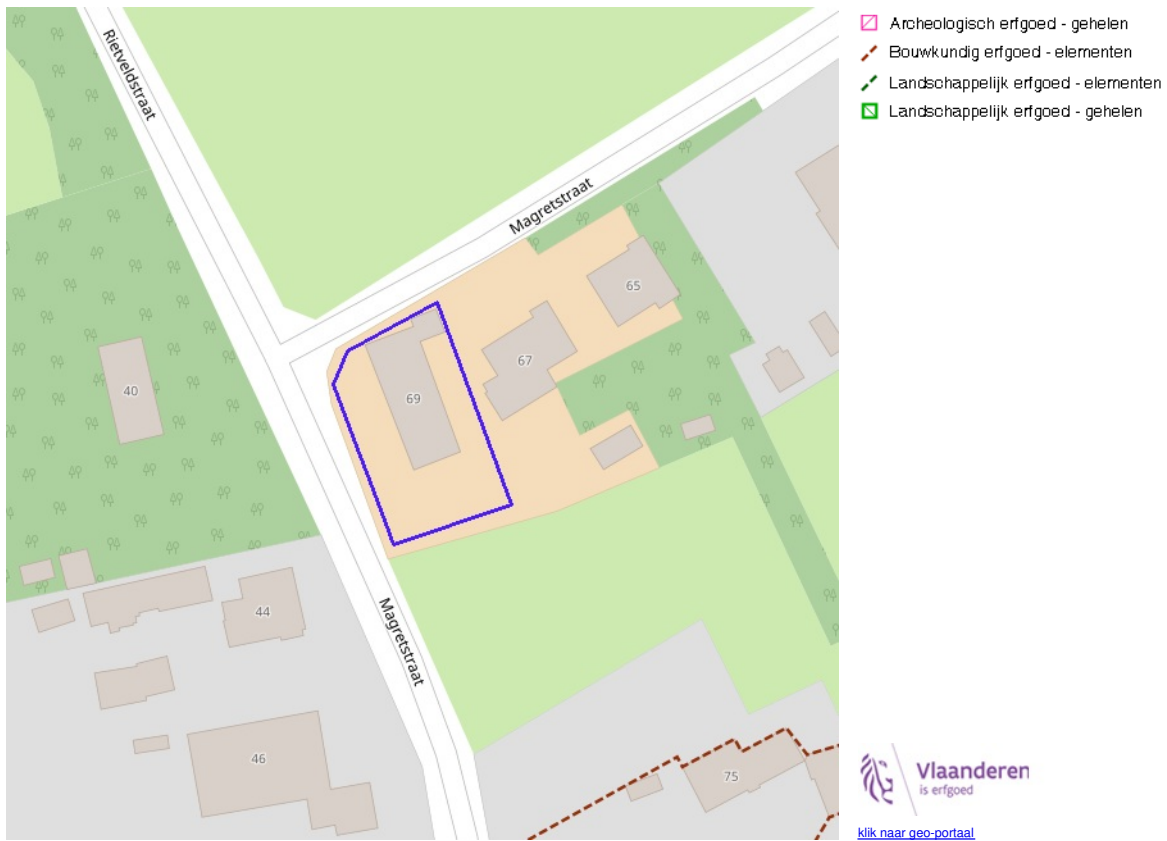 Rietveldstraat
Magretstraat
65
67
69
40
44
Magretstraat
46
75
Archeologisch erfgoed - gehelen
Bouwkundig erfgoed - elementen
Landschappelijk erfgoed - elementen
Landschappelijk erfgoed - gehelen
Vlaanderen
is erfgoed
klik naar geo-portaal